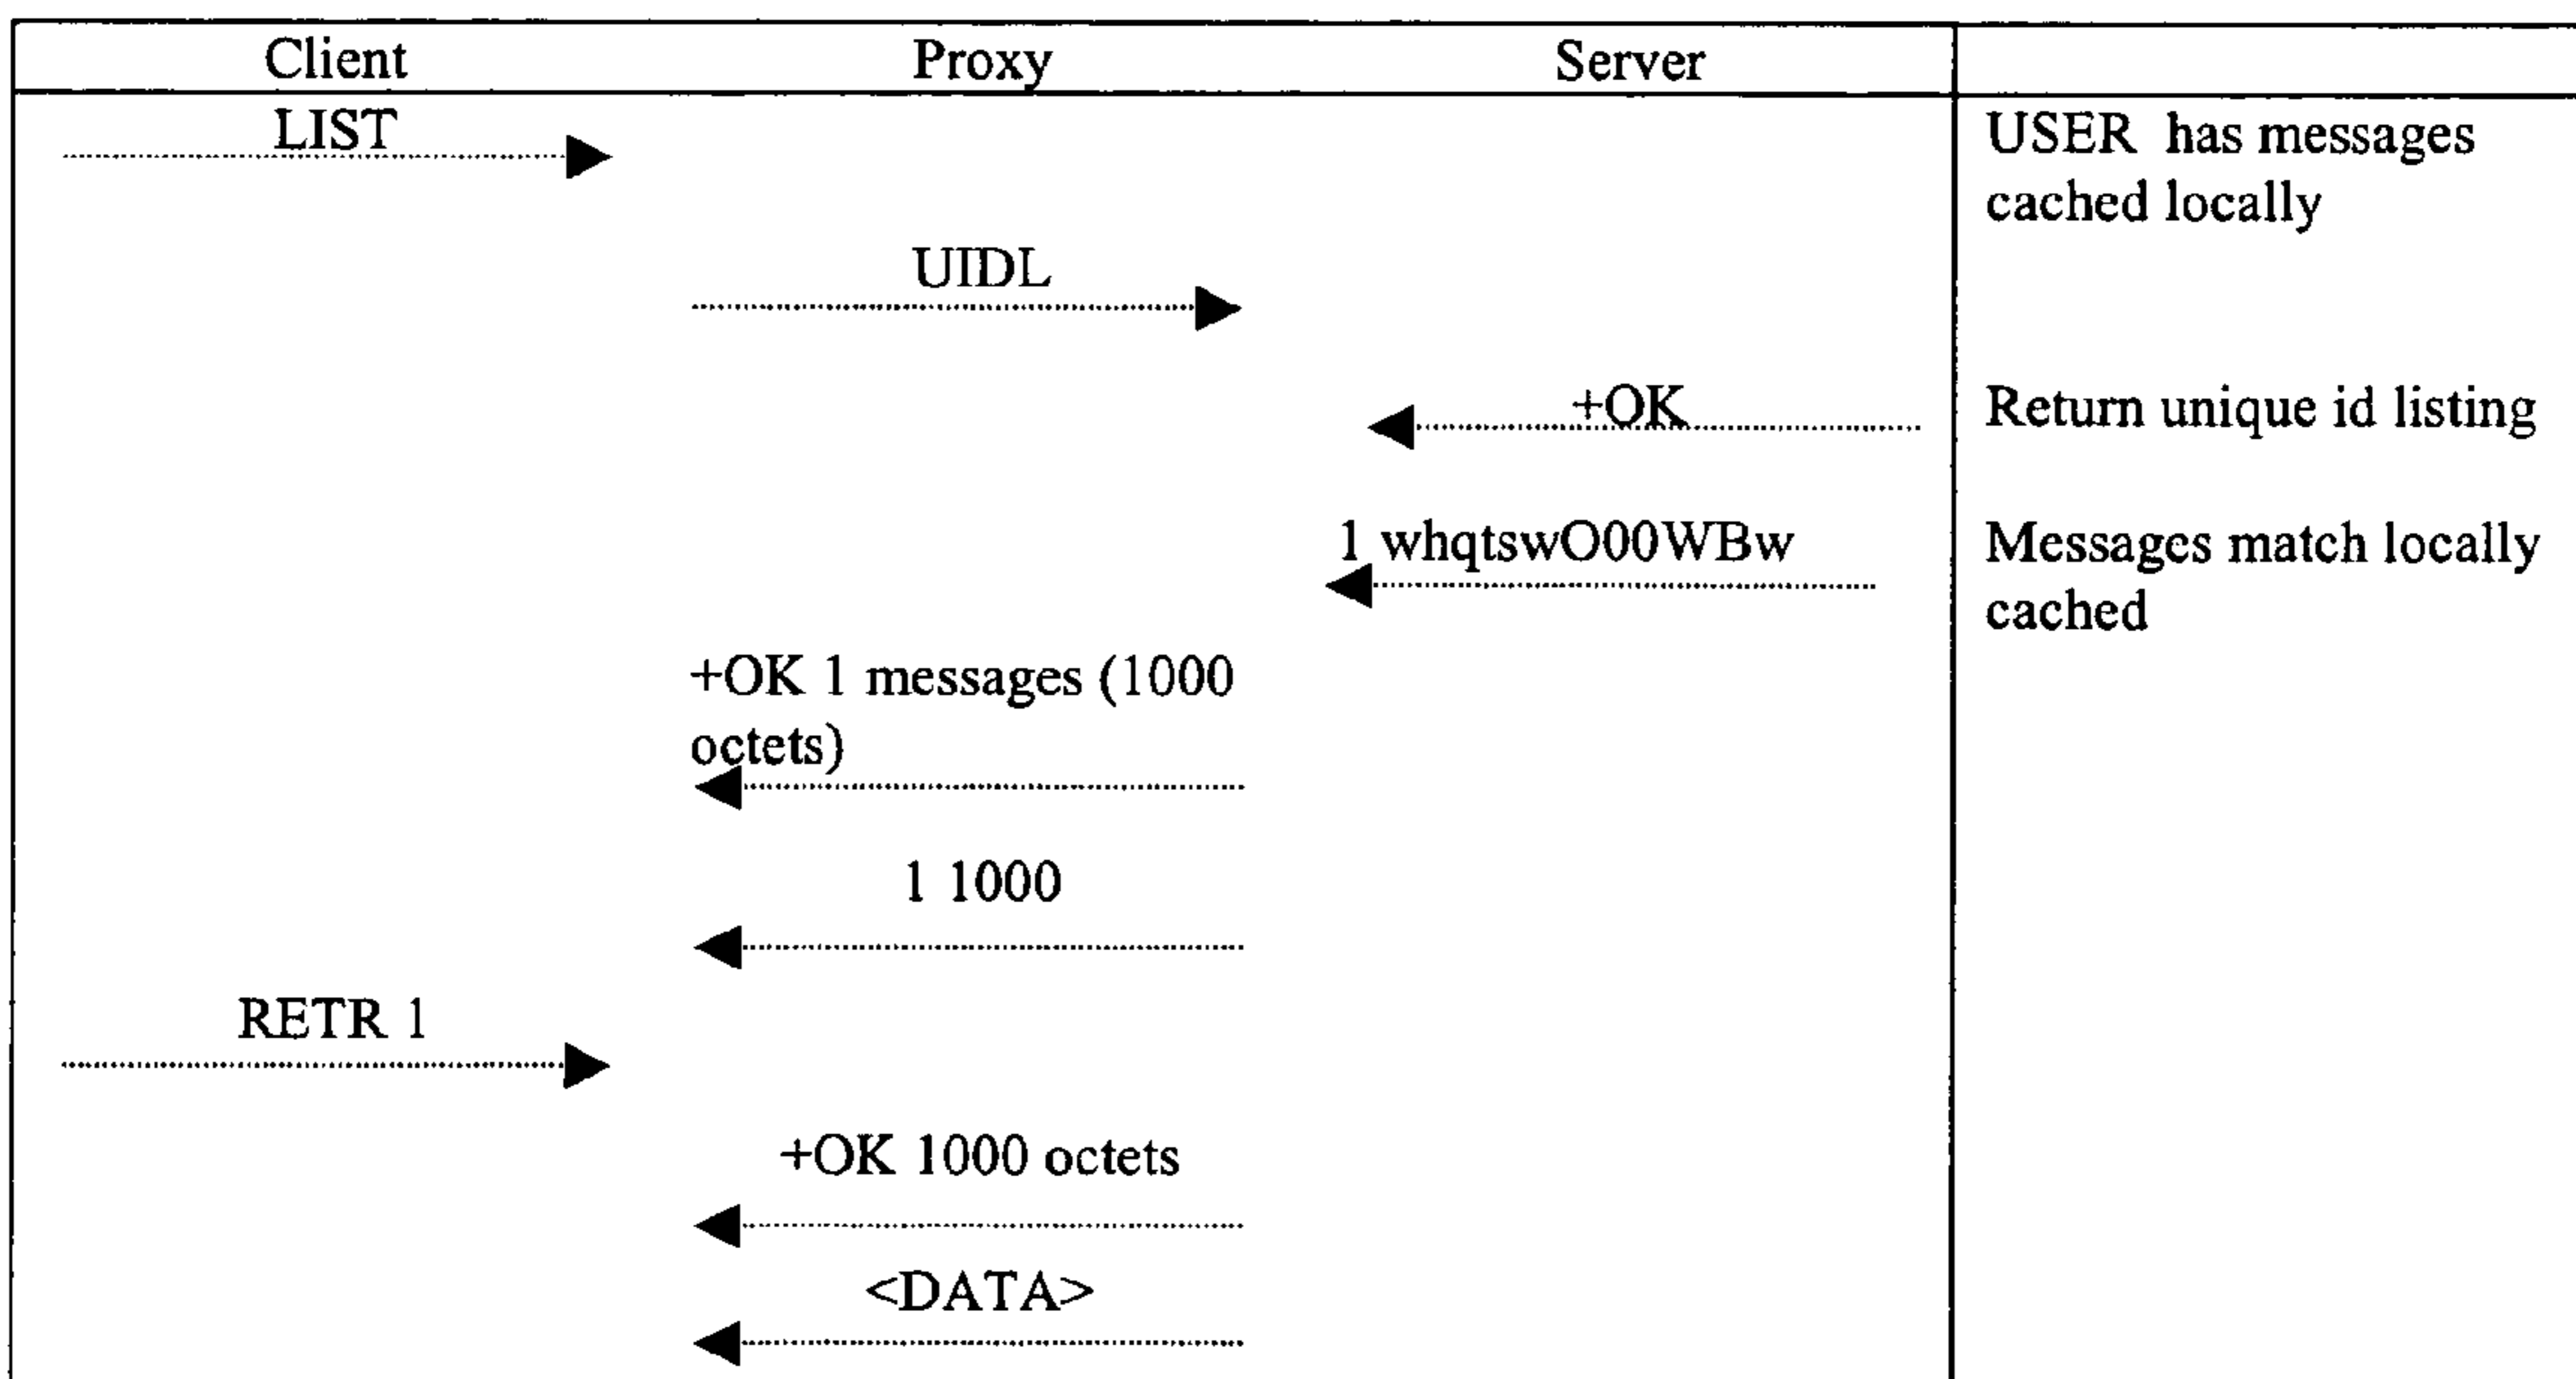 Client Proxy Server
LIST
USER has messages
cached locally
UIDL
+OK
Return unique id listing
1 whqtswO00WBw
Messages match locally
cached
+OK 1 messages (1000
octets)
1 1000
RETR 1
+OK 1000 octets
<DATA>